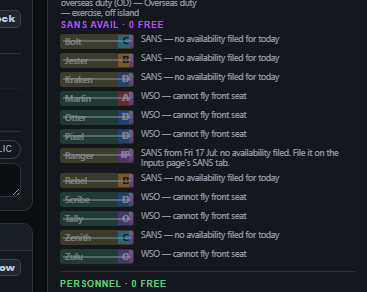 overseas duty (OD) — Overseas duty
— exercise, off island
SANS AVAIL · 0 FREE
ock
Bolt C SANS — no availability filed for today
Jester B SANS — no availability filed for today
Kraken D SANS — no availability filed for today
Marlin A WSO — cannot fly front seat
Otter D WSO — cannot fly front seat
Pixel D WSO — cannot fly front seat
LIC
Ranger SANS from Fri 17 Jul: no availability filed. File it on the
Inputs page's SANS tab.
Rebel B SANS — no availability filed for today
Scribe D WSO — cannot fly front seat
Tally O WSO — cannot fly front seat
Zenith C SANS — no availability filed for today
Zulu O WSO — cannot fly front seat
ow
PERSONNEL · 0 FREE